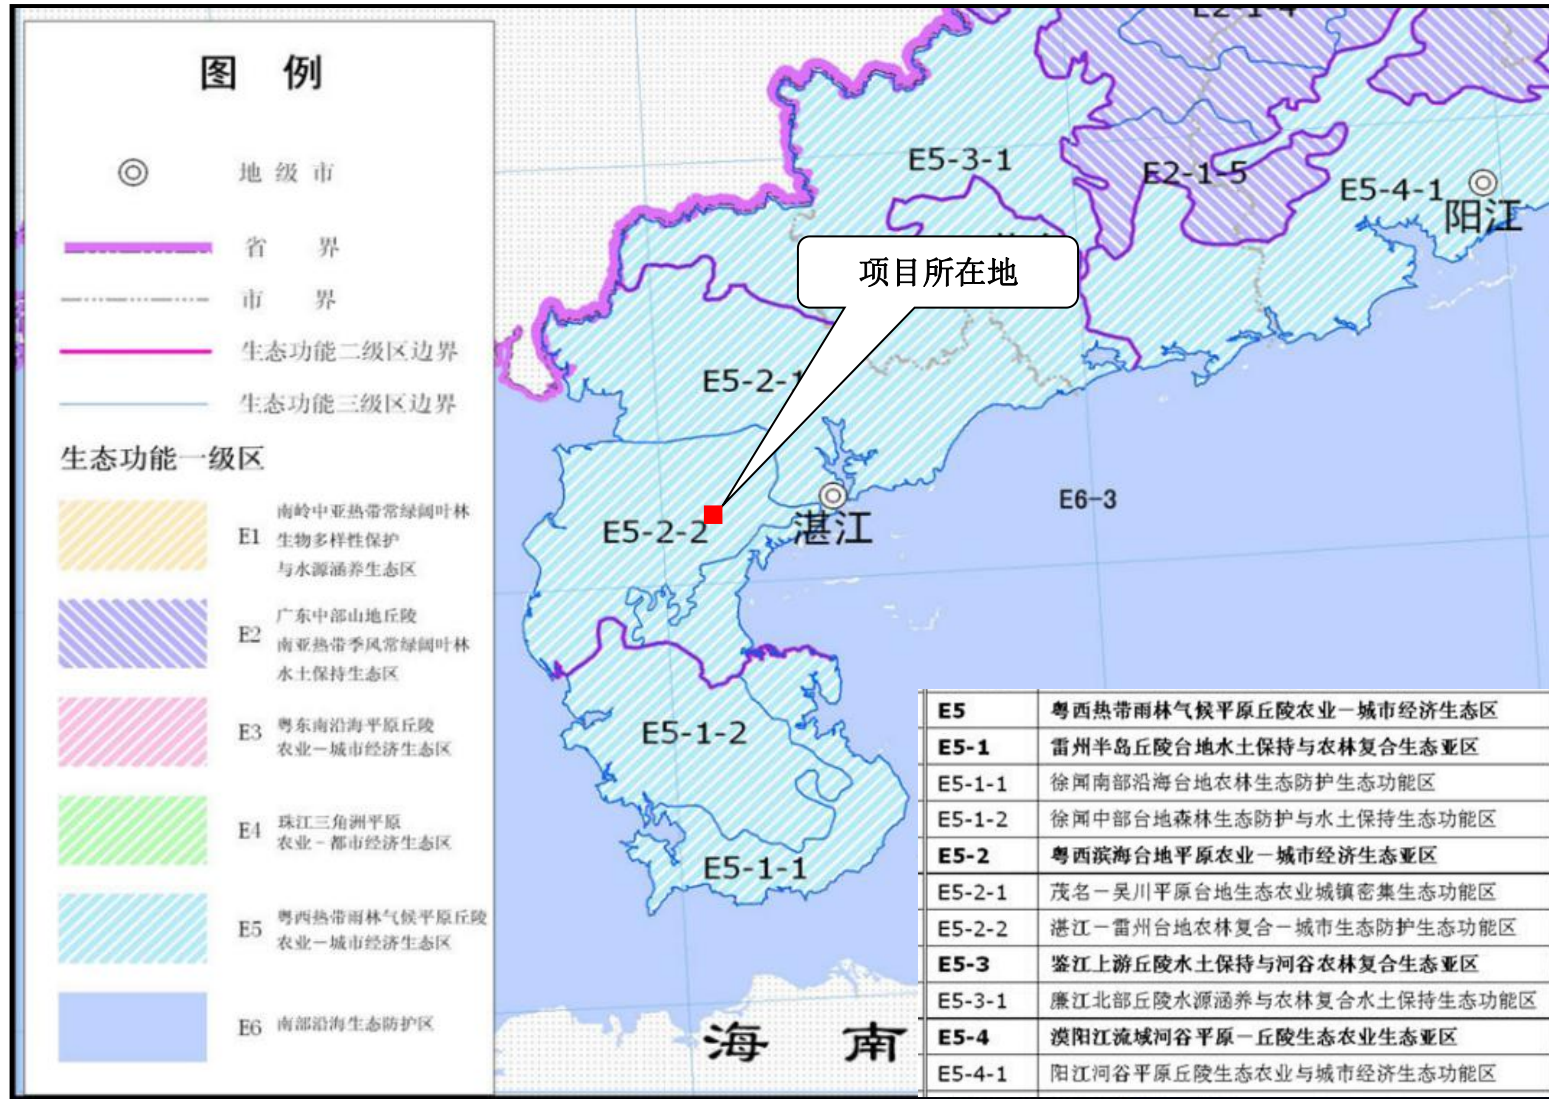 图 例
地 级 市
省 界
市 界
生态功能二级区边界
生态功能三级区边界
生态功能一级区
E1
南岭中亚热带常绿阔叶林
生物多样性保护
与水源涵养生态区
E2
广东中部山地丘陵
南亚热带季风常绿阔叶林
水土保持生态区
E3
粤东南沿海平原丘陵
农业－城市经济生态区
E4
珠江三角洲平原
农业－都市经济生态区
E5
粤西热带雨林气候平原丘陵
农业－城市经济生态区
E6 南部沿海生态防护区
E2-1-4
E5-3-1
E2-1-5
E5-4-1
阳江
项目所在地
E5-2-1
E6-3
E5-2-2
湛江
E5-1-2
E5-1-1
海 南
E5 粤西热带雨林气候平原丘陵农业－城市经济生态区
E5-1 雷州半岛丘陵台地水土保持与农林复合生态亚区
E5-1-1 徐闻南部沿海台地农林生态防护生态功能区
E5-1-2 徐闻中部台地森林生态防护与水土保持生态功能区
E5-2 粤西滨海台地平原农业－城市经济生态亚区
E5-2-1 茂名－吴川平原台地生态农业城镇密集生态功能区
E5-2-2 湛江－雷州台地农林复合－城市生态防护生态功能区
E5-3 鉴江上游丘陵水土保持与河谷农林复合生态亚区
E5-3-1 廉江北部丘陵水源涵养与农林复合水土保持生态功能区
E5-4 漠阳江流域河谷平原－丘陵生态农业生态亚区
E5-4-1 阳江河谷平原丘陵生态农业与城市经济生态功能区